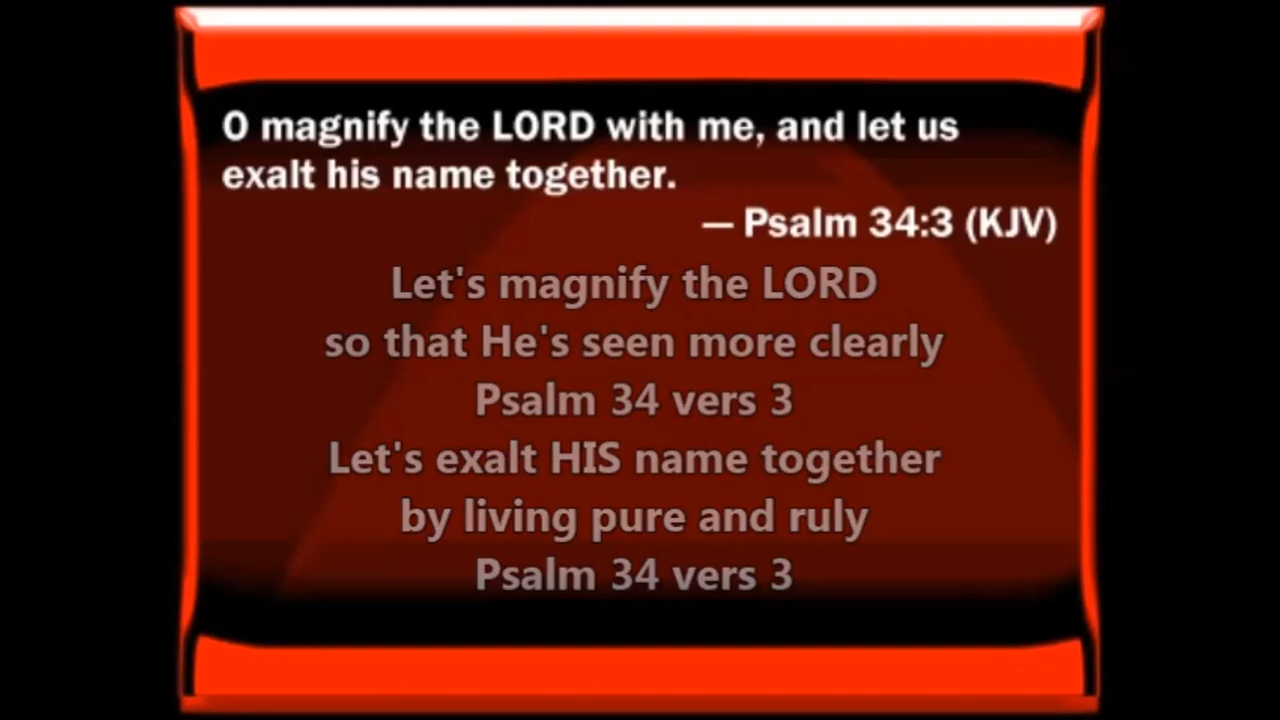 O magnify the LORD with me, and let us
exalt his name together.
— Psalm 34:3 (KJV)
Let's magnify the LORD
so that He's seen more clearly
Psalm 34 vers 3
Let's exalt HIS name together
by living pure and ruly
Psalm 34 vers 3